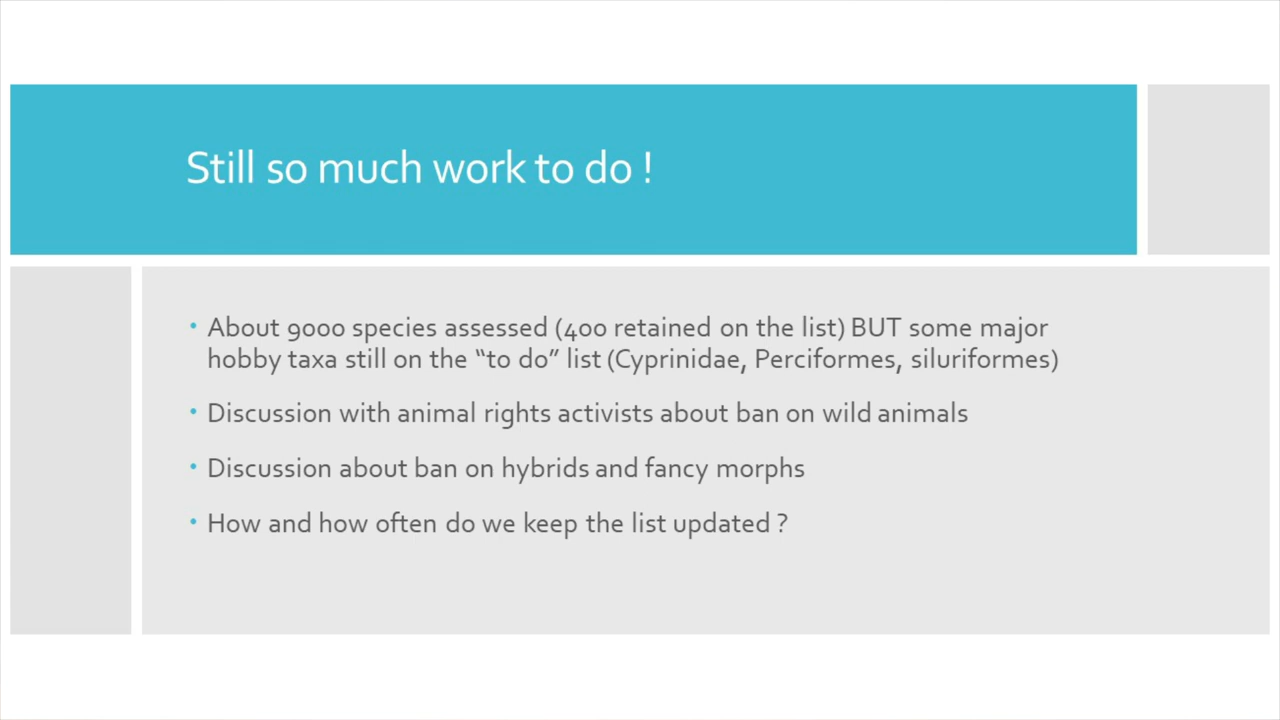 Still so much work to do !
• About 9000 species assessed (400 retained on the list) BUT some major
hobby taxa still on the “to do” list (Cyprinidae, Perciformes, siluriformes)
• Discussion with animal rights activists about ban on wild animals
• Discussion about ban on hybrids and fancy morphs
• How and how often do we keep the list updated ?